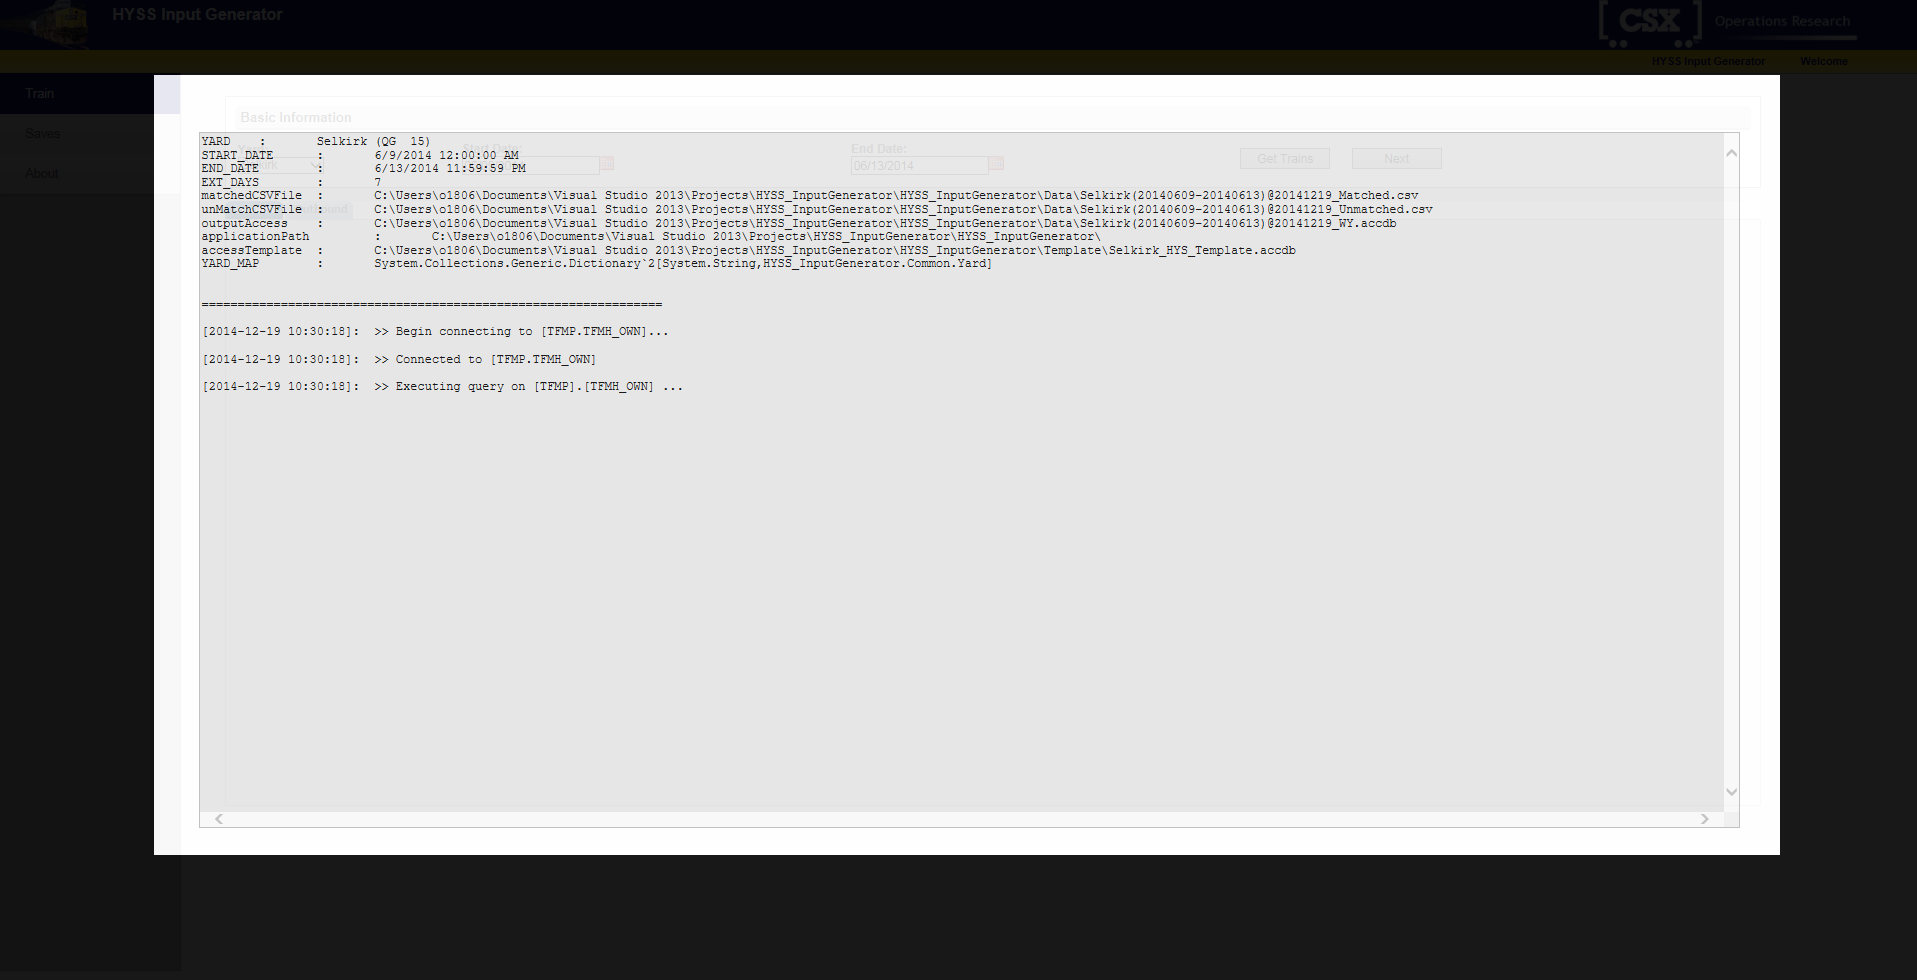 HYSS Input Generator
CSX Operations Research
HYSS Input Generator Welcome
Train
Saves
About
Basic Information
Start Date:
End Date:
06/13/2014
Get Trains
Next
YARD : Selkirk (QG 15)
START_DATE : 6/9/2014 12:00:00 AM
END_DATE : 6/13/2014 11:59:59 PM
EXT_DAYS : 7
matchedCSVFile : C:\Users\o1806\Documents\Visual Studio 2013\Projects\HYSS_InputGenerator\HYSS_InputGenerator\Data\Selkirk(20140609-20140613)@20141219_Matched.csv
unMatchCSVFile : C:\Users\o1806\Documents\Visual Studio 2013\Projects\HYSS_InputGenerator\HYSS_InputGenerator\Data\Selkirk(20140609-20140613)@20141219_Unmatched.csv
outputAccess : C:\Users\o1806\Documents\Visual Studio 2013\Projects\HYSS_InputGenerator\HYSS_InputGenerator\Data\Selkirk(20140609-20140613)@20141219_WY.accdb
applicationPath : C:\Users\o1806\Documents\Visual Studio 2013\Projects\HYSS_InputGenerator\HYSS_InputGenerator\
accessTemplate : C:\Users\o1806\Documents\Visual Studio 2013\Projects\HYSS_InputGenerator\HYSS_InputGenerator\Template\Selkirk_HYS_Template.accdb
YARD_MAP : System.Collections.Generic.Dictionary`2[System.String,HYSS_InputGenerator.Common.Yard]
================================================================
[2014-12-19 10:30:18]: >> Begin connecting to [TFMP.TFMH_OWN]...
[2014-12-19 10:30:18]: >> Connected to [TFMP.TFMH_OWN]
[2014-12-19 10:30:18]: >> Executing query on [TFMP].[TFMH_OWN] ...